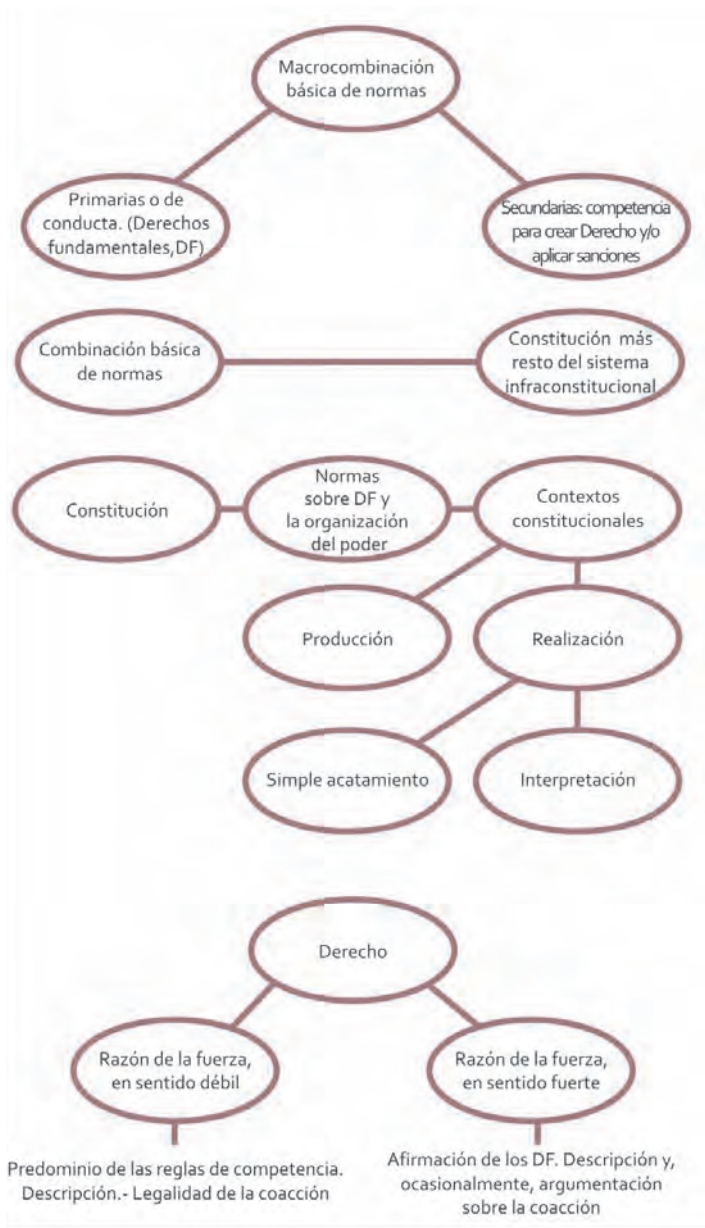 Macrocombinación
básica de normas
Primarias o de
conducta. (Derechos
fundamentales,DF)
Secundarias: competencia
para crear Derecho y/o
aplicar sanciones
Combinación básica
de normas
Constitución más
resto del sistema
infraconstitucional
Constitución
Normas
sobre DF y
la organización
del poder
Contextos
constitucionales
Producción
Realización
Simple acatamiento
Interpretación
Derecho
Razón de la fuerza,
en sentido débil
Razón de la fuerza,
en sentido fuerte
Predominio de las reglas de competencia.
Descripción.- Legalidad de la coacción
Afirmación de los DF. Descripción y,
ocasionalmente, argumentación
sobre la coacción